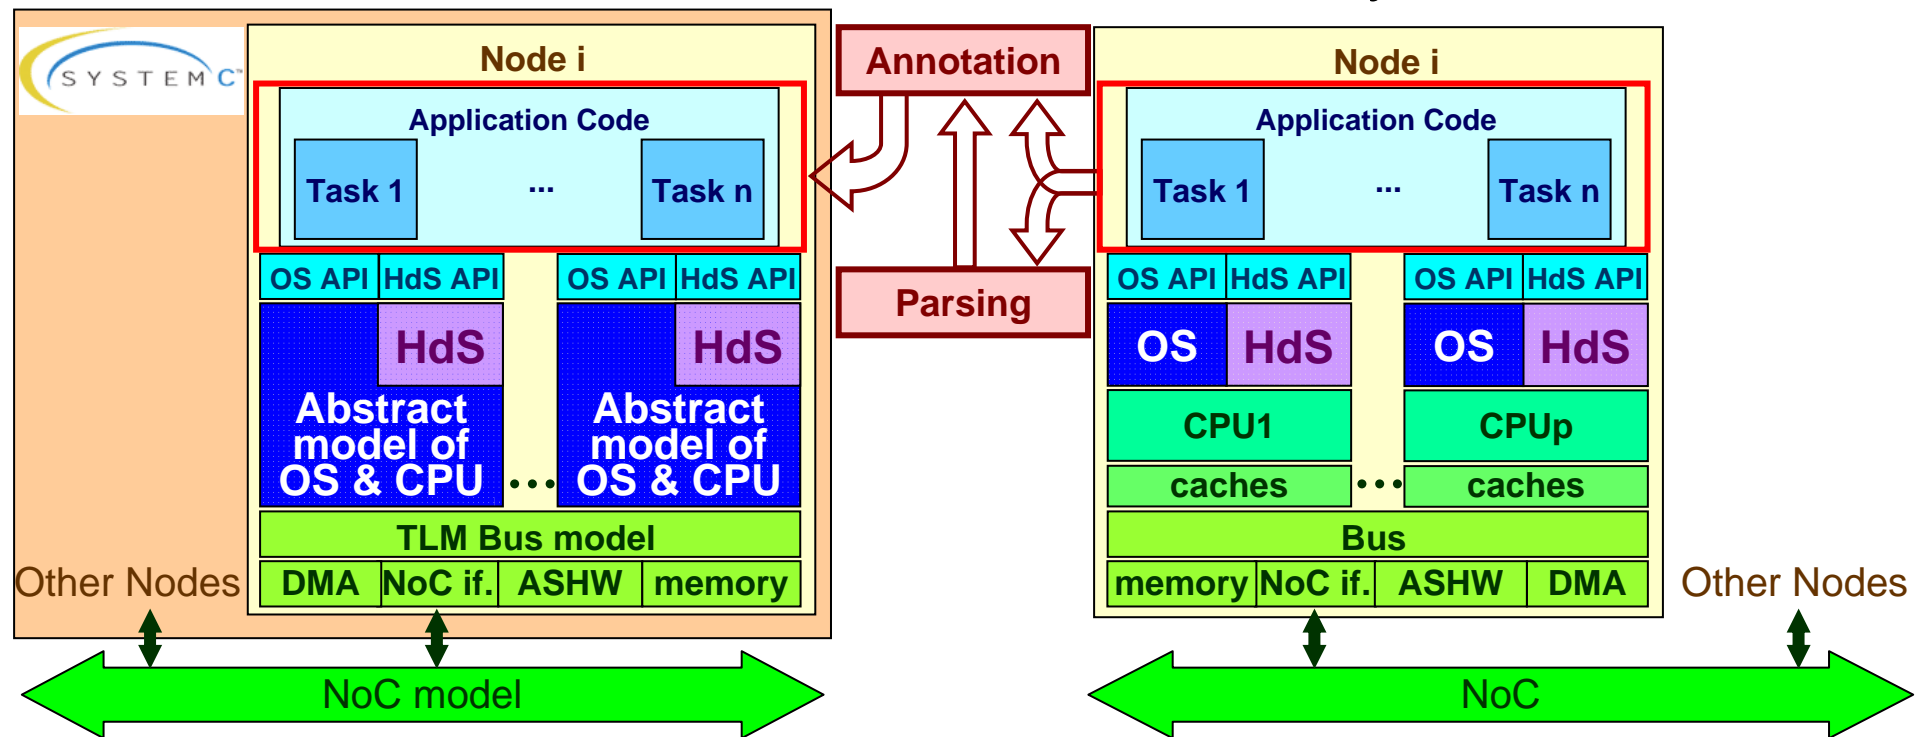 SYSTEM C™
Node i
Application Code
Task 1
...
Task n
OS API
HdS API
OS API
HdS API
HdS
HdS
Abstract
model of
OS & CPU
...
Abstract
model of
OS & CPU
TLM Bus model
DMA
NoC if.
ASHW
memory
Other Nodes
NoC model
Annotation
Parsing
Node i
Application Code
Task 1
...
Task n
OS API
HdS API
OS API
HdS API
OS
HdS
OS
HdS
CPU1
CPUp
caches
...
caches
Bus
memory
NoC if.
ASHW
DMA
Other Nodes
NoC